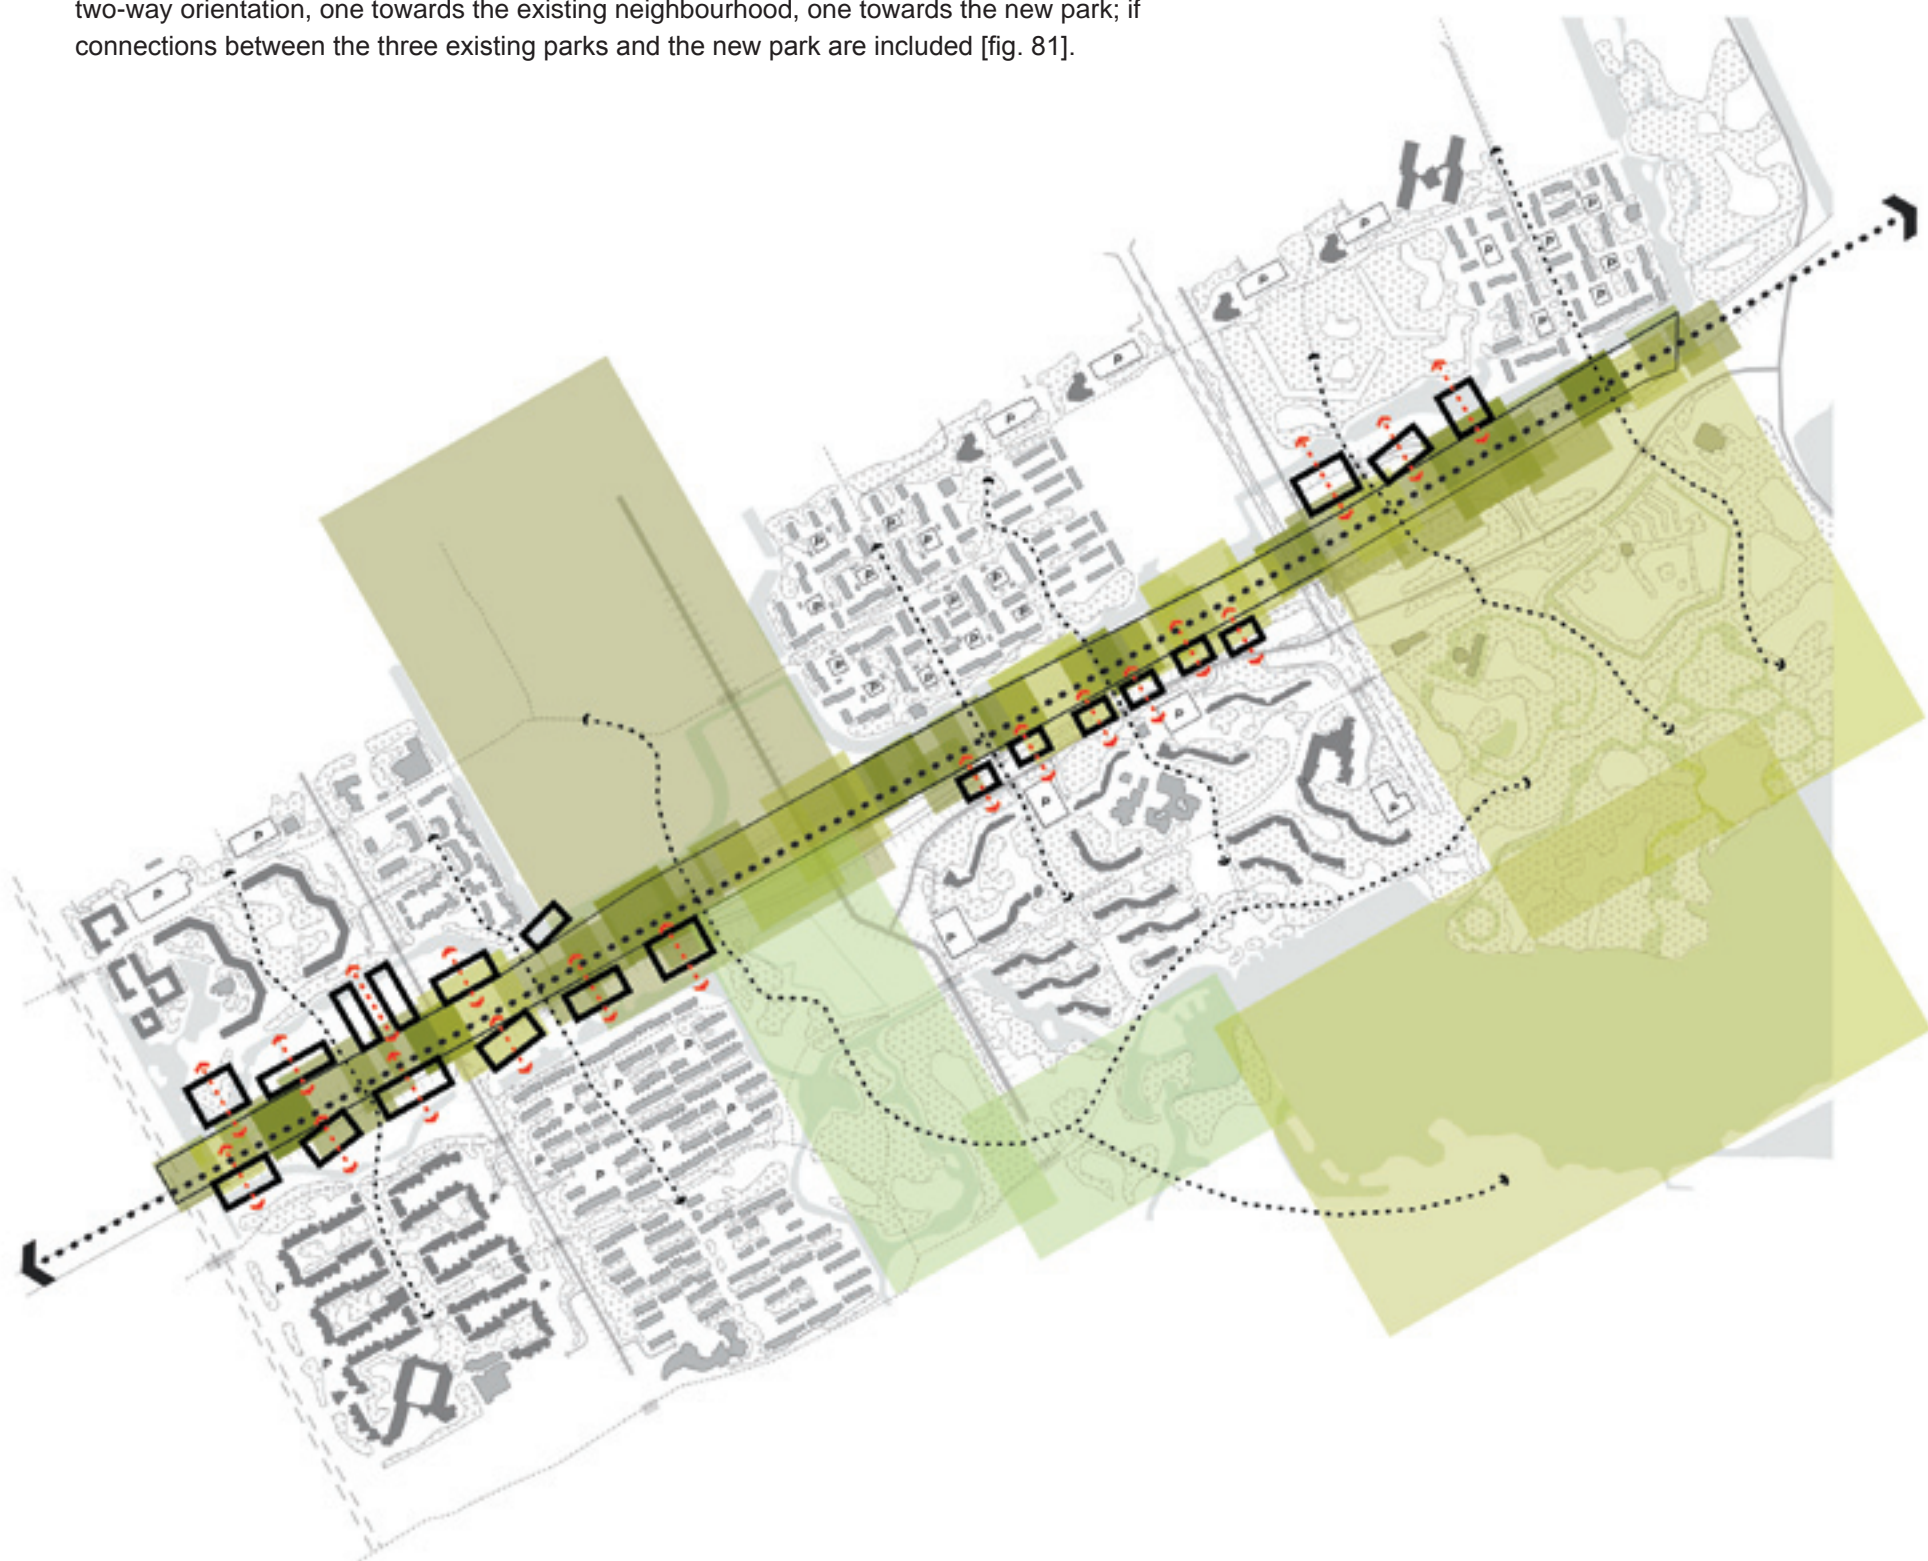 two-way orientation, one towards the existing neighbourhood, one towards the new park; if
connections between the three existing parks and the new park are included [fig. 81].
P
P
P
P
P
P